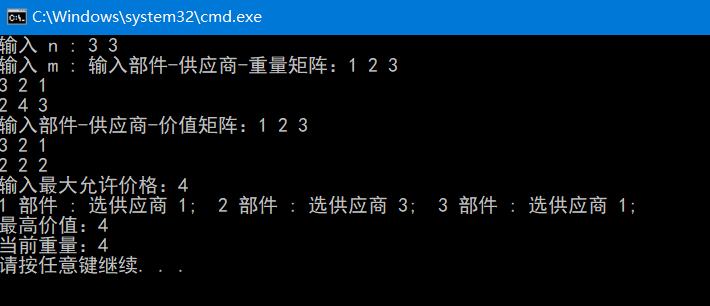 C:\Windows\system32\cmd.exe
输入 n : 3 3
输入 m : 输入部件-供应商-重量矩阵：1 2 3
3 2 1
2 4 3
输入部件-供应商-价值矩阵：1 2 3
3 2 1
2 2 2
输入最大允许价格：4
1 部件 : 选供应商 1;  2 部件 : 选供应商 3;  3 部件 : 选供应商 1;
最高价值：4
当前重量：4
请按任意键继续. . .